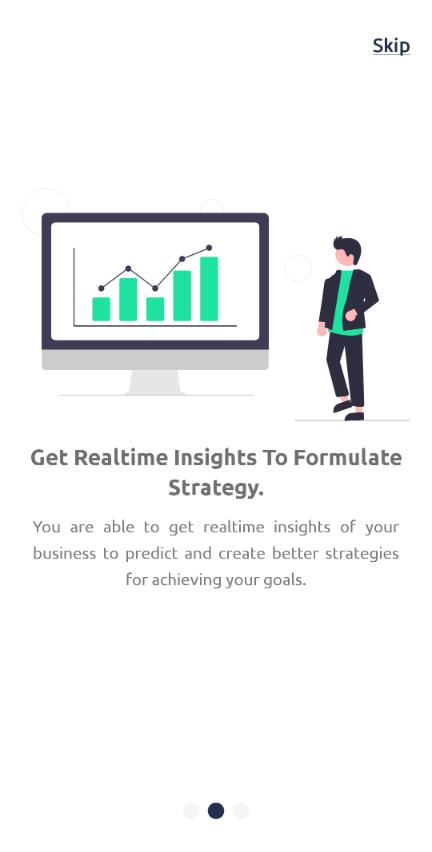 Skip
Get Realtime Insights To Formulate
Strategy.
You are able to get realtime insights of your
business to predict and create better strategies
for achieving your goals.